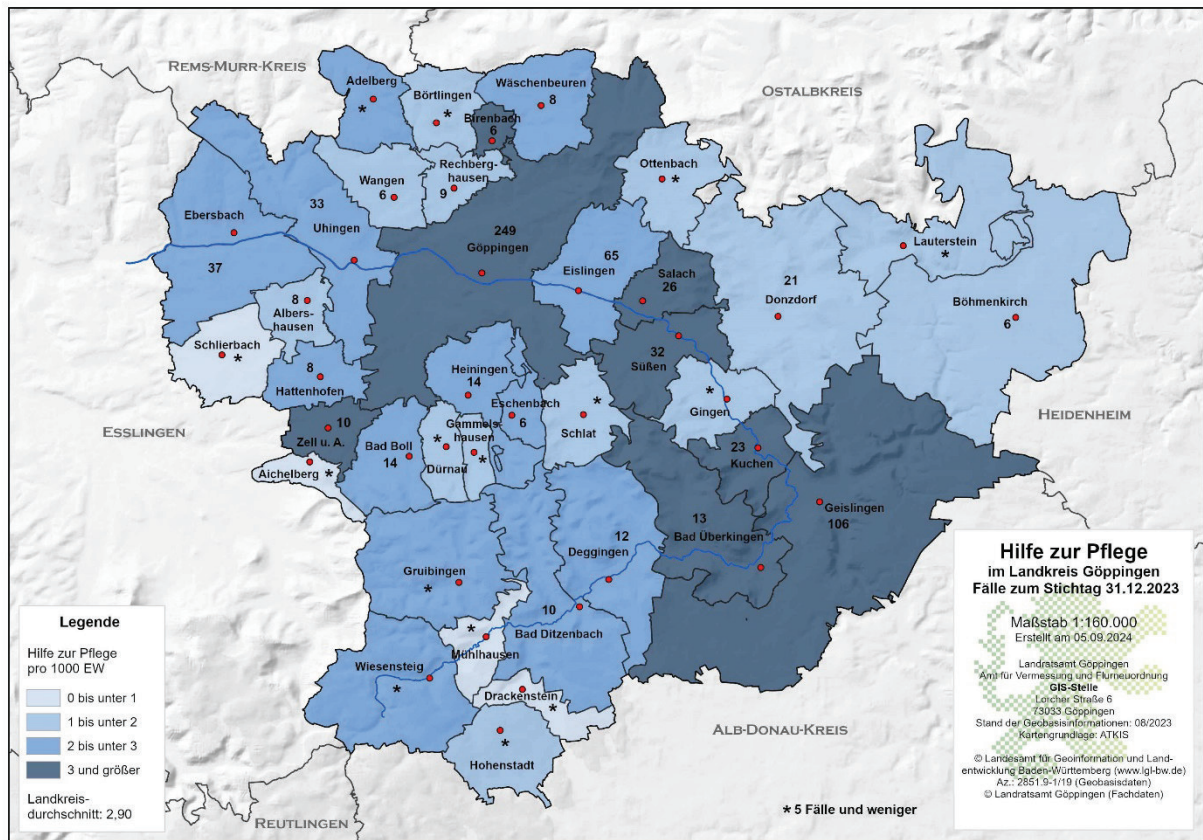 REMS-MURR-KREIS
OSTALBKREIS
HEIDENHEIM
ALB-DONAU-KREIS
REUTLINGEN
ESSLINGEN
Adelberg
*
Börtlingen
*
Birenbach
6
Wäschenbeuren
8
Wangen
6
Rechberg-
hausen
9
Ottenbach
*
Ebersbach
37
33
Uhingen
249
Göppingen
65
Eislingen
Salach
26
21
Donzdorf
Lauterstein
*
Böhmenkirch
6
8
Albers-
hausen
Schlierbach
*
8
Hattenhofen
Heiningen
14
32
Süßen
*
Gingen
Eschenbach
6
*
Schlat
10
Zell u. A.
Bad Boll
14
*
Dürnau
Gammels-
hausen
*
Aichelberg
*
23
Kuchen
Geislingen
106
13
Bad Überkingen
12
Deggingen
Gruibingen
*
10
Bad Ditzenbach
*
Mühlhausen
Wiesensteig
*
Drackenstein
*
Hohenstadt
*
Legende
Hilfe zur Pflege
pro 1000 EW
0 bis unter 1
1 bis unter 2
2 bis unter 3
3 und größer
Landkreis-
durchschnitt: 2,90
* 5 Fälle und weniger
Hilfe zur Pflege
im Landkreis Göppingen
Fälle zum Stichtag 31.12.2023
Maßstab 1:160.000
Erstellt am 05.09.2024
Landratsamt Göppingen
Amt für Vermessung und Flurneuordnung
GIS-Stelle
Lorcher Straße 6
73033 Göppingen
Stand der Geobasisinformationen: 08/2023
Kartengrundlage: ATKIS
© Landesamt für Geoinformation und Land-
entwicklung Baden-Württemberg (www.lgl-bw.de)
Az.: 2851.9-1/19 (Geobasisdaten)
© Landratsamt Göppingen (Fachdaten)